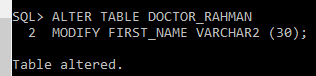 SQL> ALTER TABLE DOCTOR_RAHMAN
  2  MODIFY FIRST_NAME VARCHAR2 (30);
Table altered.